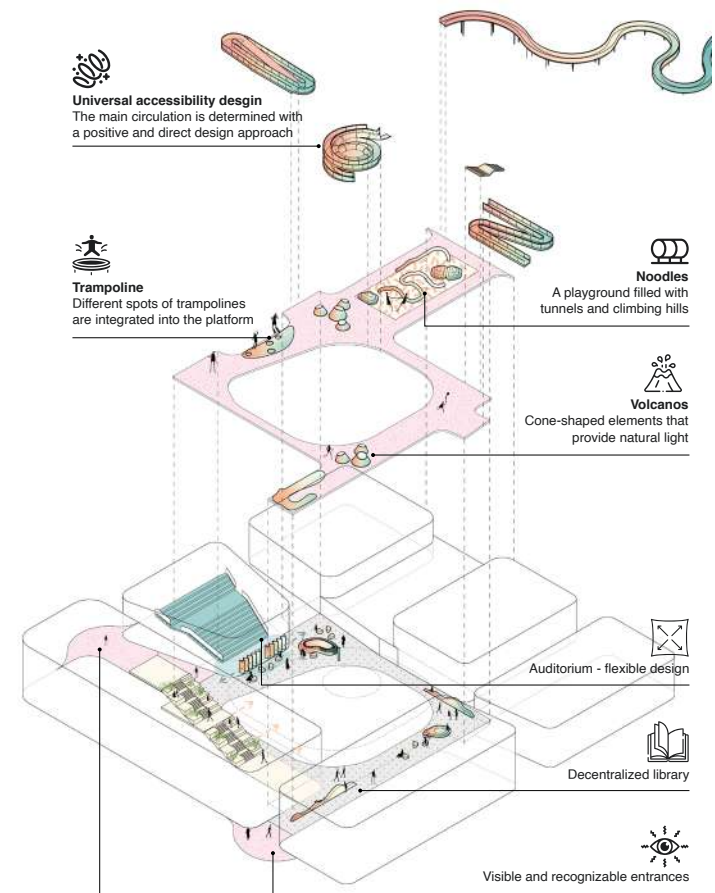 Universal accessibility desgin
The main circulation is determined with
a positive and direct design approach
Trampoline
Different spots of trampolines
are integrated into the platform
Noodles
A playground filled with
tunnels and climbing hills
Volcanos
Cone-shaped elements that
provide natural light
Auditorium - flexible design
Decentralized library
Visible and recognizable entrances